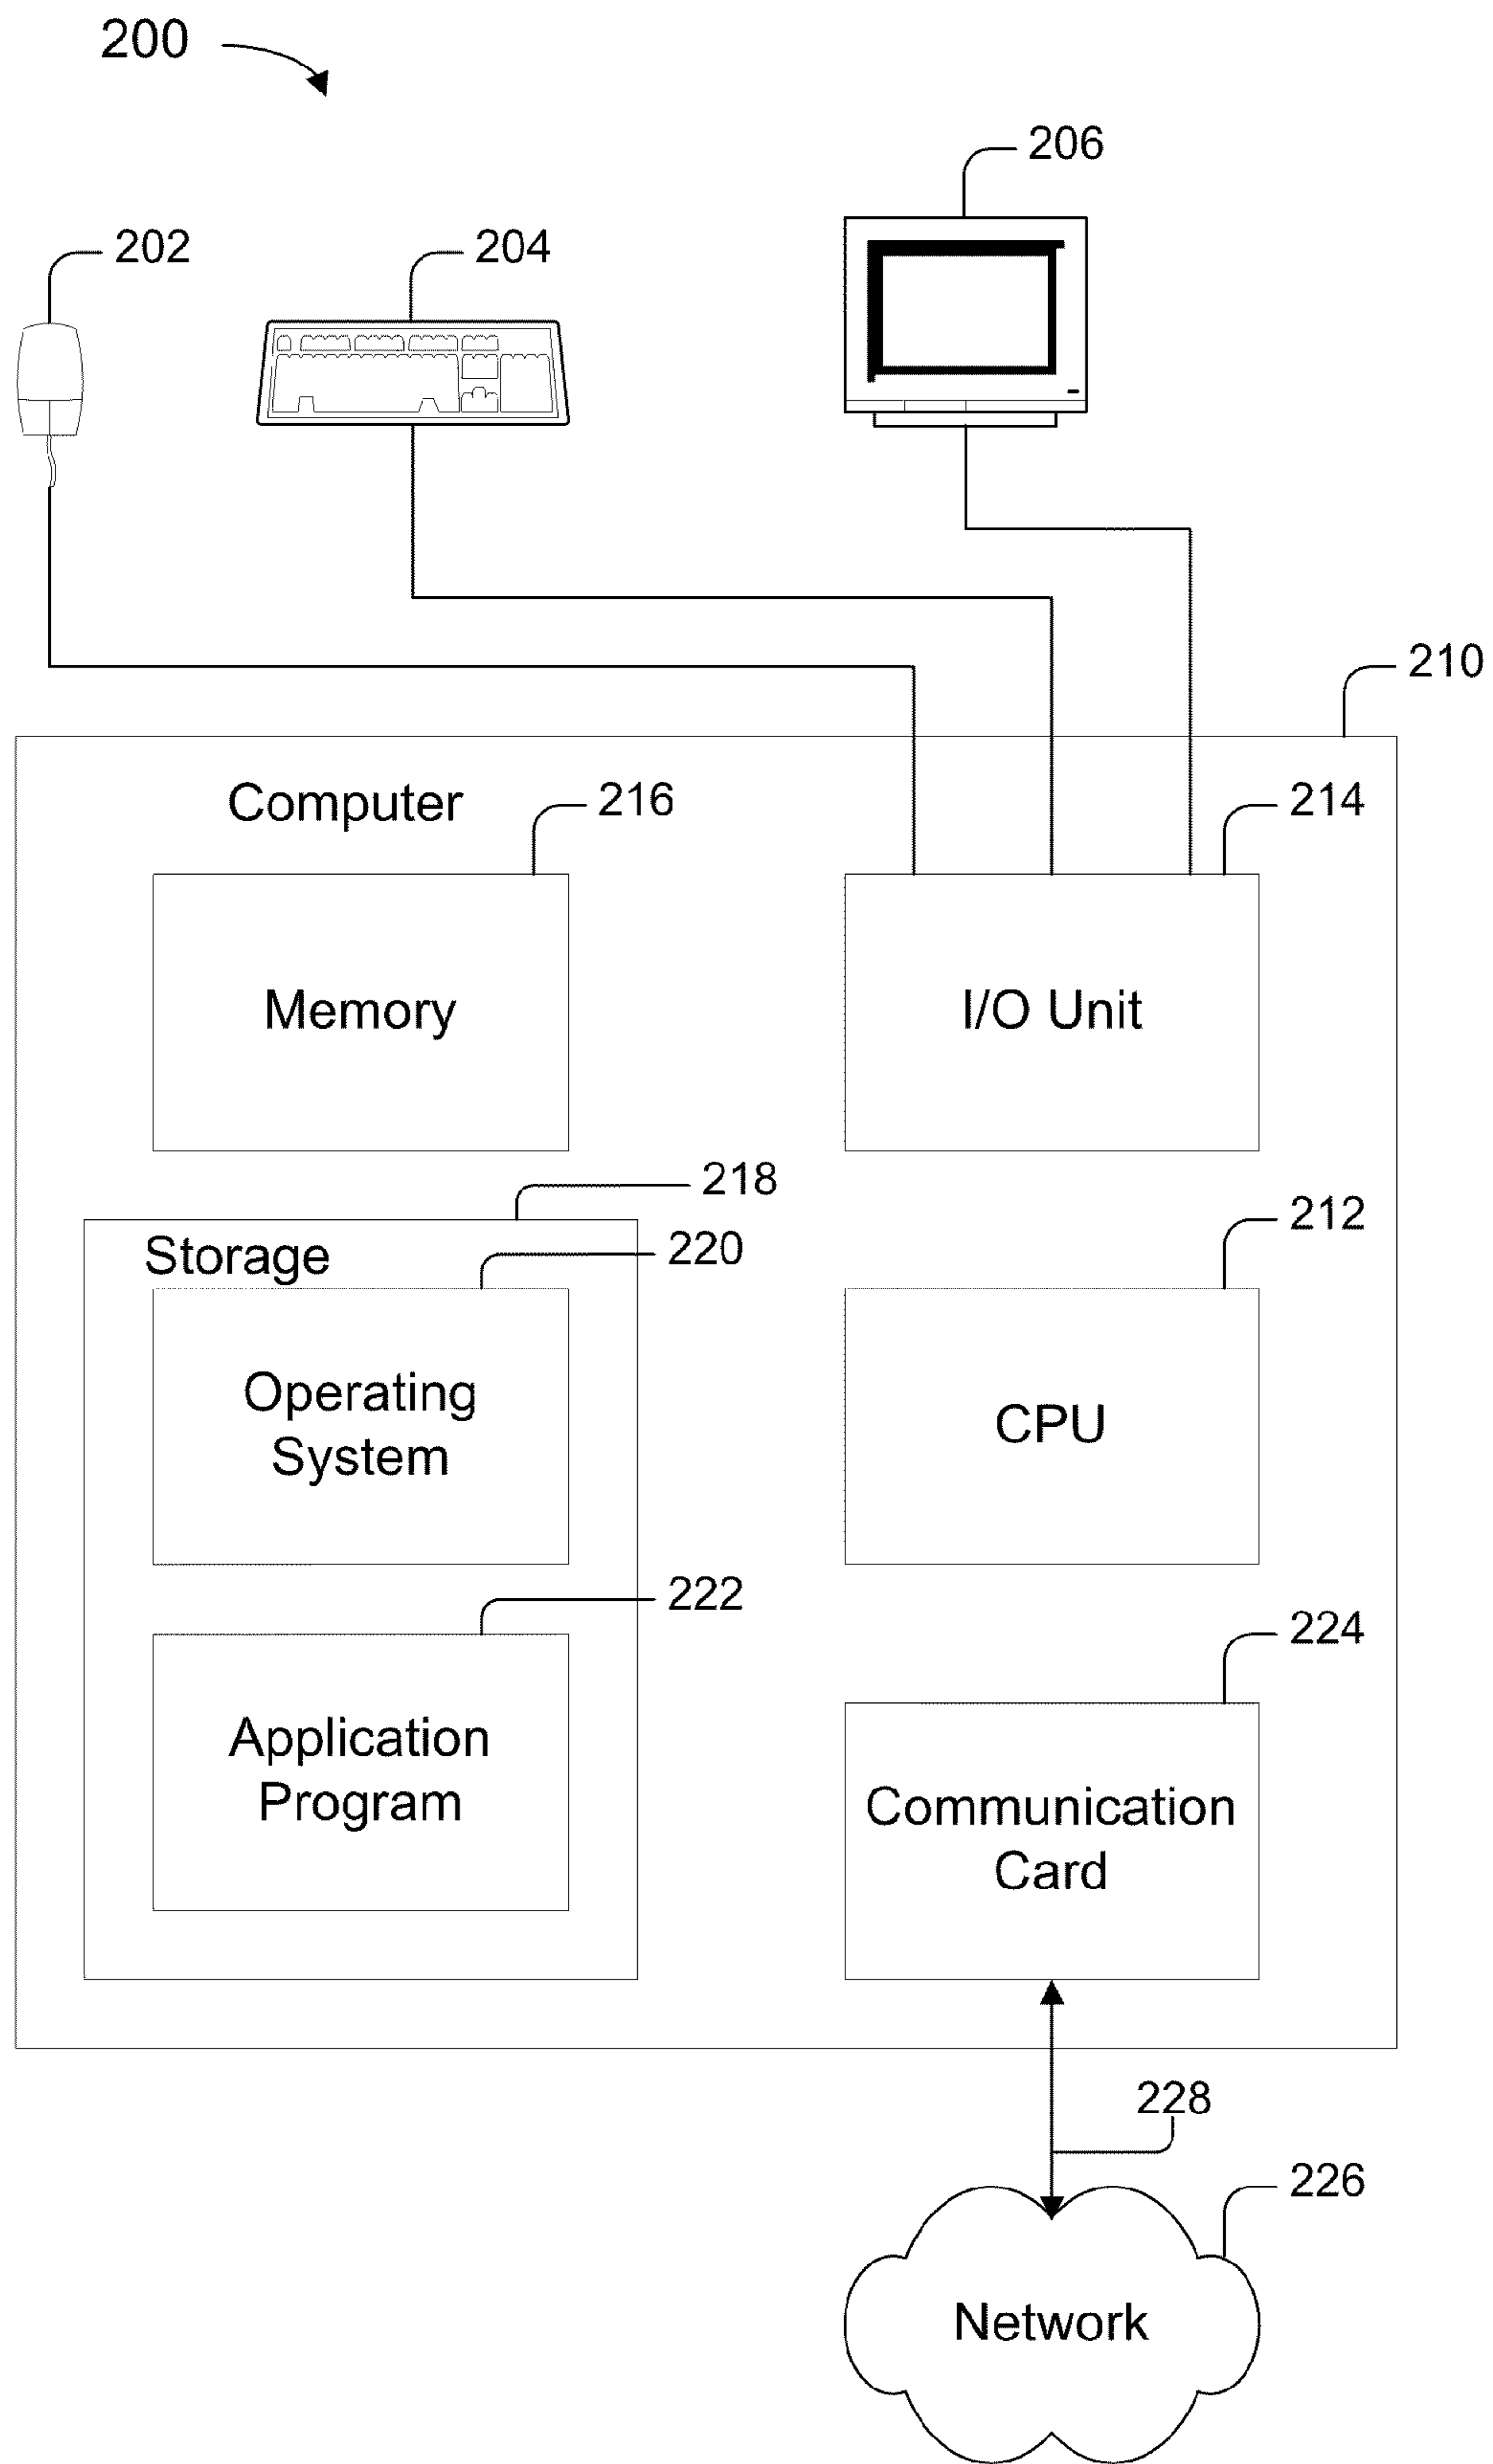 200
206
202
204
210
Computer
216
214
Memory
I/O Unit
218
212
Storage
220
Operating
System
CPU
222
224
Application
Program
Communication
Card
228
226
Network